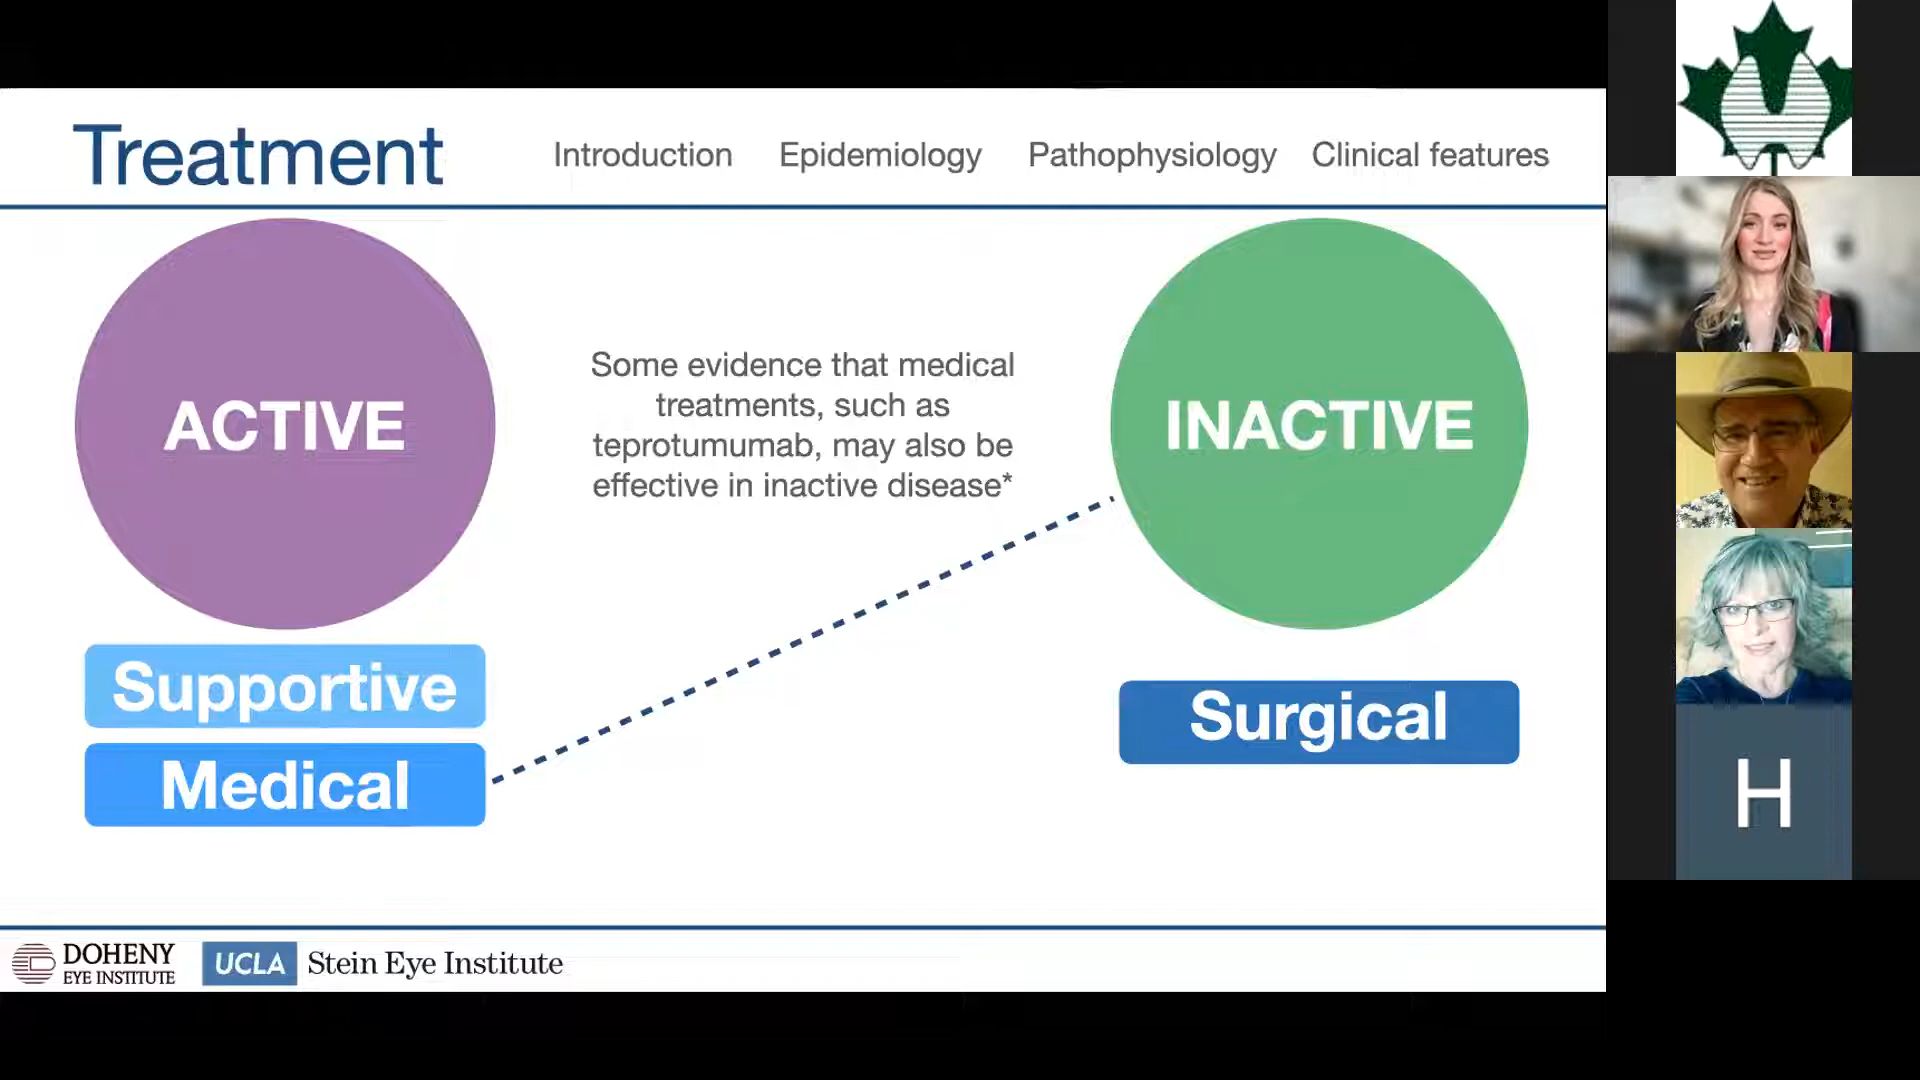 Treatment
Introduction
Epidemiology
Pathophysiology
Clinical features
ACTIVE
Some evidence that medical
treatments, such as
teprotumumab, may also be
effective in inactive disease*
INACTIVE
Supportive
Medical
Surgical
DOHENY
EYE INSTITUTE
UCLA
Stein Eye Institute
H